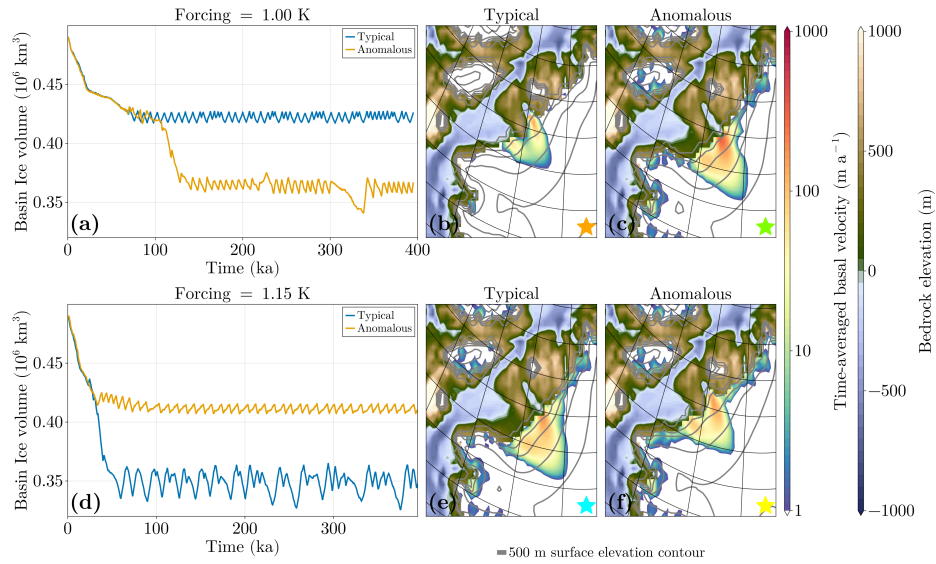 Forcing = 1.00 K
Typical
Anomalous
Basin Ice volume (10⁶ km³)
0.45
0.40
0.35
Typical
Anomalous
(a)
(b)
(c)
0
100
200
300
400
Time (ka)
Forcing = 1.15 K
Typical
Anomalous
Basin Ice volume (10⁶ km³)
0.45
0.40
0.35
Typical
Anomalous
(d)
(e)
(f)
0
100
200
300
Time (ka)
500 m surface elevation contour
1000
100
10
1
Time-averaged basal velocity (m a⁻¹)
1000
500
0
−500
−1000
Bedrock elevation (m)